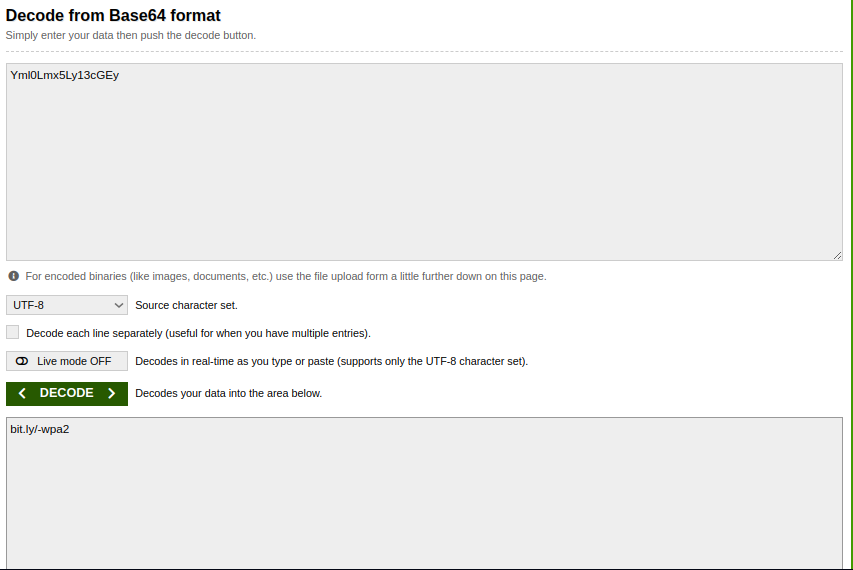 Decode from Base64 format
Simply enter your data then push the decode button.
Yml0Lmx5Ly13cGEy
For encoded binaries (like images, documents, etc.) use the file upload form a little further down on this page.
UTF-8 Source character set.
Decode each line separately (useful for when you have multiple entries).
Live mode OFF Decodes in real-time as you type or paste (supports only the UTF-8 character set).
< DECODE > Decodes your data into the area below.
bit.ly/-wpa2